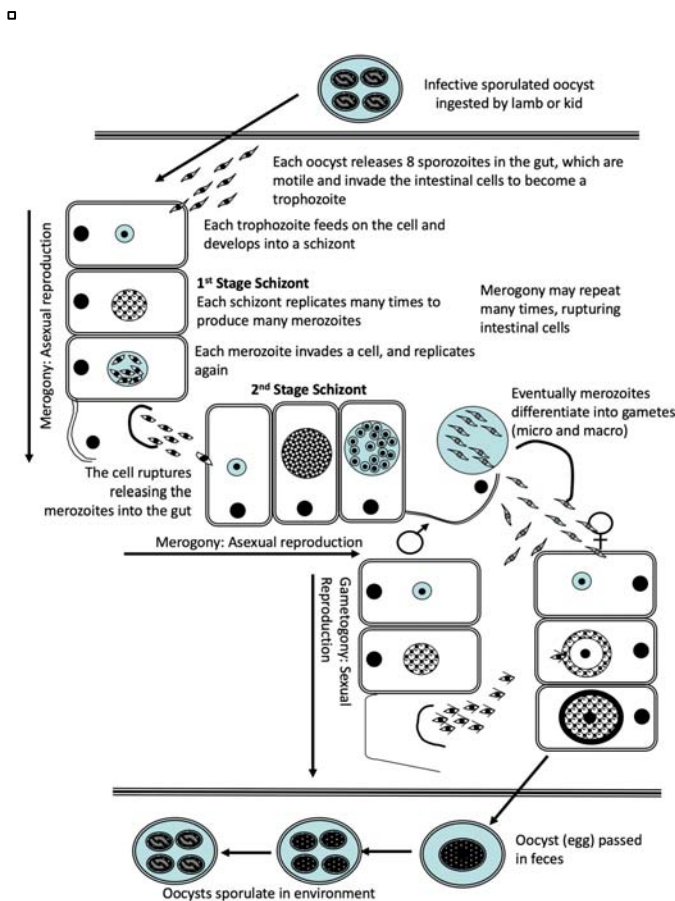 Infective sporulated oocyst
ingested by lamb or kid
Each oocyst releases 8 sporozoites in the gut, which are
motile and invade the intestinal cells to become a
trophozoite
Each trophozoite feeds on the cell and
develops into a schizont
Merogony: Asexual reproduction
1st Stage Schizont
Each schizont replicates many times to
produce many merozoites
Merogony may repeat
many times, rupturing
intestinal cells
Each merozoite invades a cell, and replicates
again
2nd Stage Schizont
Eventually merozoites
differentiate into gametes
(micro and macro)
The cell ruptures
releasing the
merozoites into the gut
Merogony: Asexual reproduction
Gametogony: Sexual
Reproduction
Oocyst (egg) passed
in feces
Oocysts sporulate in environment